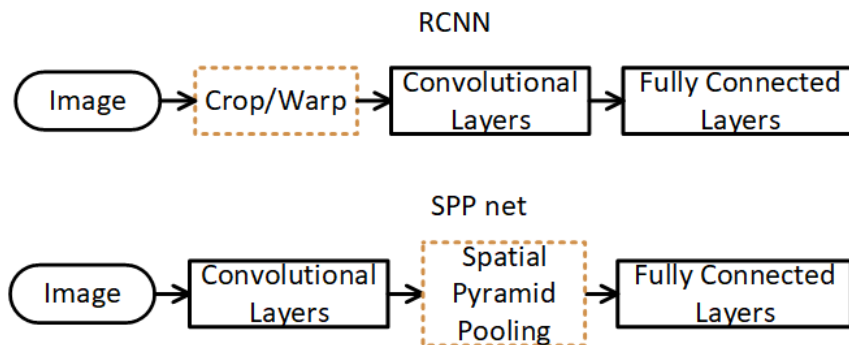 RCNN
Image
Crop/Warp
Convolutional
Layers
Fully Connected
Layers
SPP net
Image
Convolutional
Layers
Spatial
Pyramid
Pooling
Fully Connected
Layers